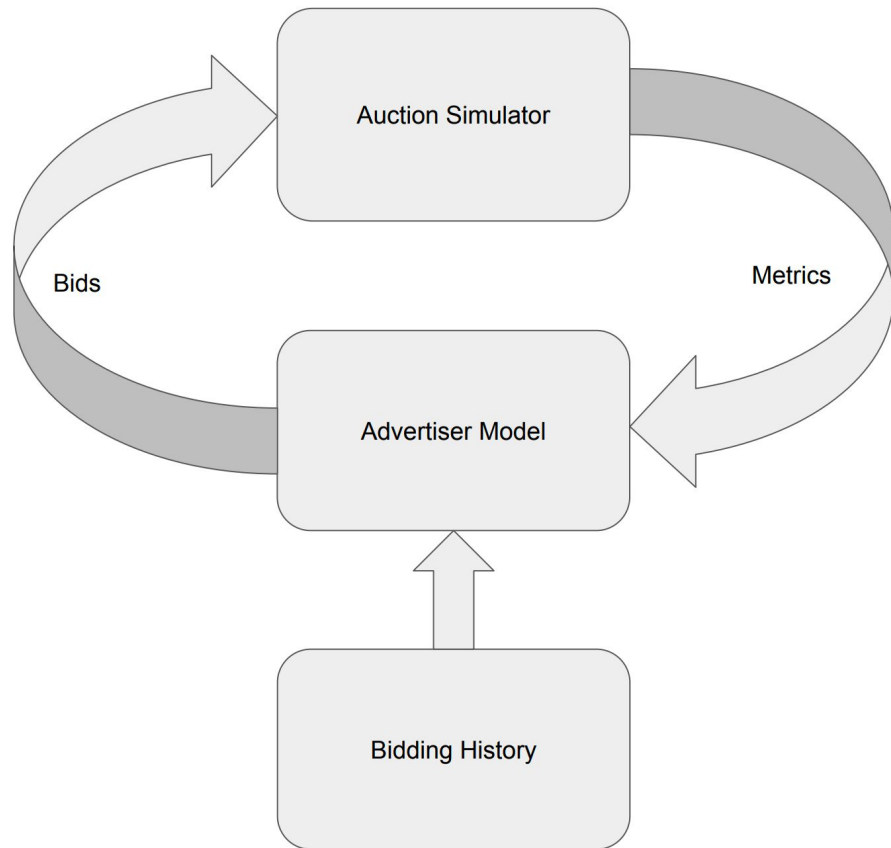 Auction Simulator
Bids
Metrics
Advertiser Model
Bidding History